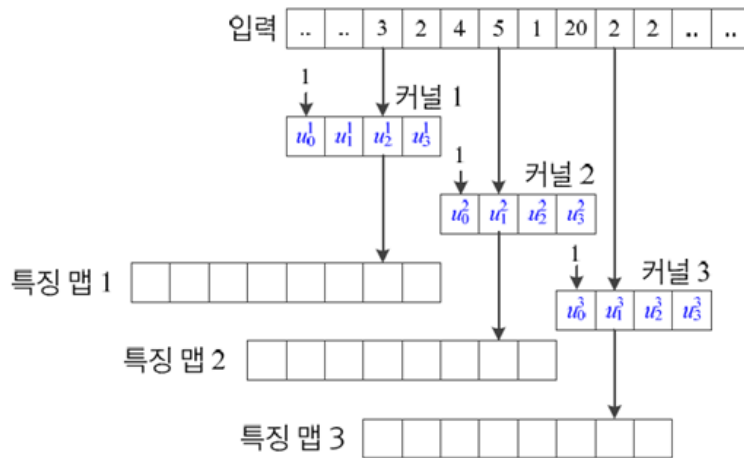 입력 .. .. 3 2 4 5 1 20 2 2 .. ..
1 커널 1
u₀¹ u₁¹ u₂¹ u₃¹
1 커널 2
u₀² u₁² u₂² u₃²
특징 맵 1
1 커널 3
u₀³ u₁³ u₂³ u₃³
특징 맵 2
특징 맵 3